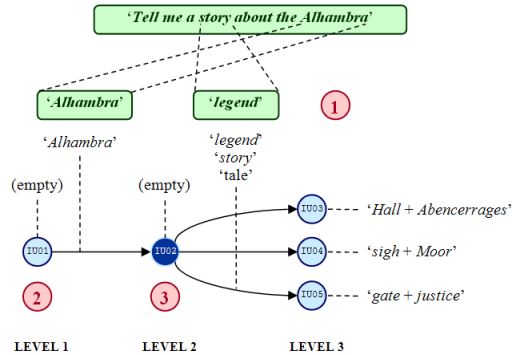 ‘Tell me a story about the Alhambra’
‘Alhambra’
‘legend’
1
‘Alhambra’
‘legend’
‘story’
‘tale’
(empty)
(empty)
IU01
IU02
IU03
‘Hall + Abencerrages’
IU04
‘sigh + Moor’
IU05
‘gate + justice’
2
3
LEVEL 1
LEVEL 2
LEVEL 3